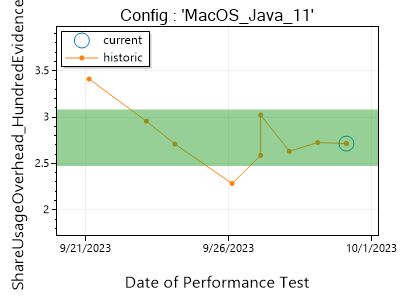 Config : 'MacOS_Java_11'
current
historic
ShareUsageOverhead_HundredEvidence
3.5
3
2.5
2
9/21/2023
9/26/2023
10/1/2023
Date of Performance Test